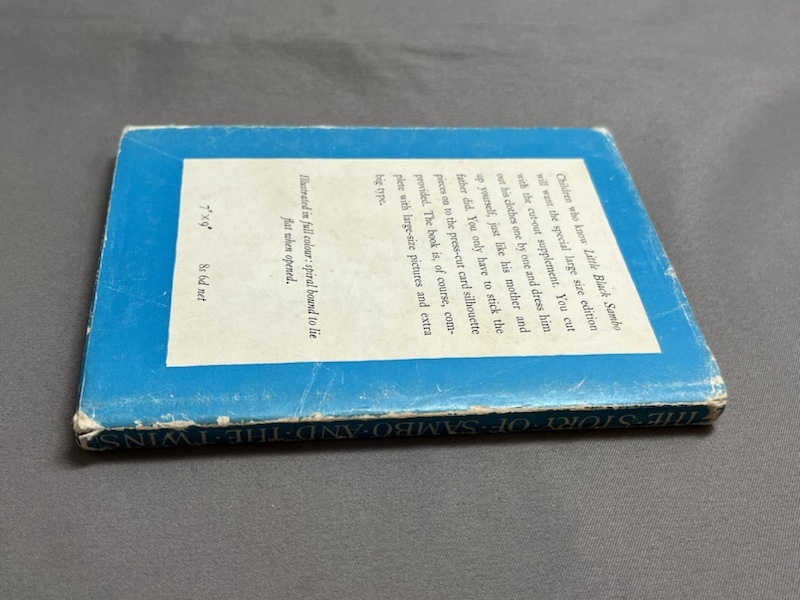 Children who know Little Black Sambo
will want the special large size edition
with the cut-out supplement. You cut
out his clothes one by one and dress him
up yourself, just like his mother and
father did. You only have to stick the
pieces on to the press-cut card silhouette
provided. The book is, of course, com-
plete with large-size pictures and extra
big type.
Illustrated in full colour: spiral bound to lie
flat when opened.
7" X 9" 8s 6d net
THE·STORY·OF·SAMBO·AND·THE·TWINS